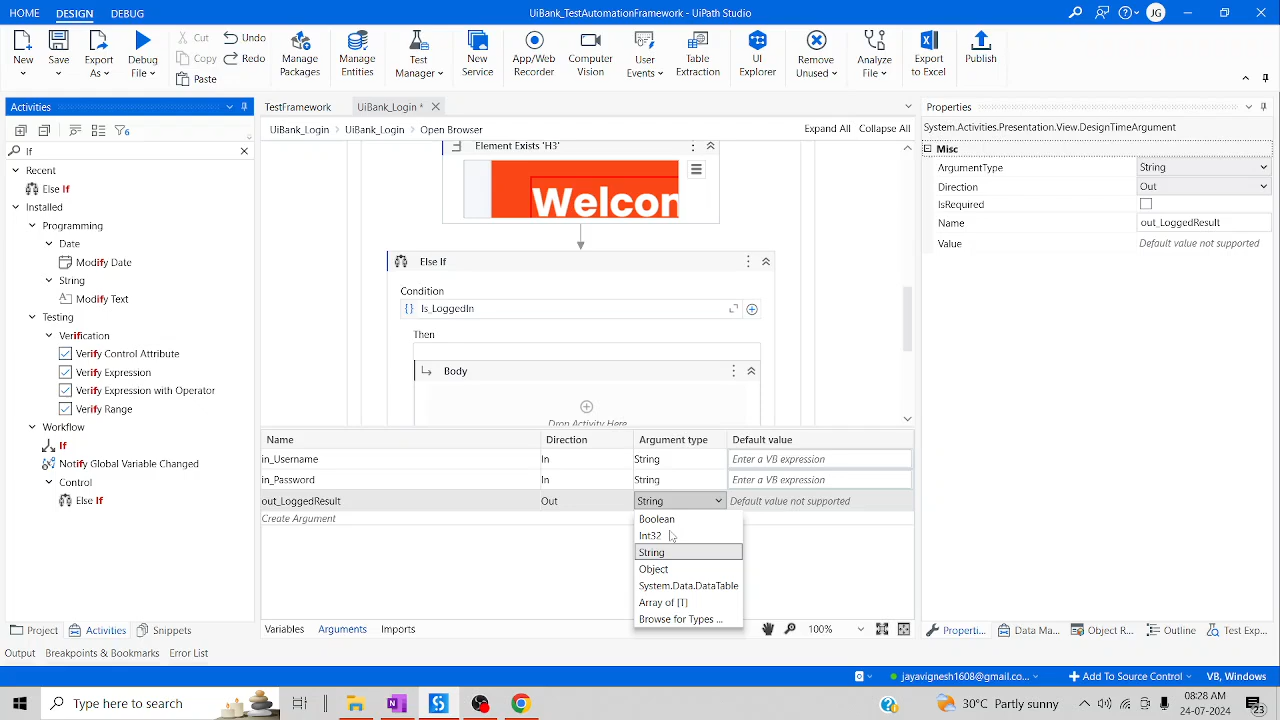 HOME DESIGN DEBUG
UiBank_TestAutomationFramework - UiPath Studio
JG
New
Save
Export As
Debug File
Cut
Copy
Paste
Undo
Redo
Manage Packages
Manage Entities
Test Manager
New Service
App/Web Recorder
Computer Vision
User Events
Table Extraction
UI Explorer
Remove Unused
Analyze File
Export to Excel
Publish
Activities
If
Recent
Else If
Installed
Programming
Date
Modify Date
String
Modify Text
Testing
Verification
Verify Control Attribute
Verify Expression
Verify Expression with Operator
Verify Range
Workflow
If
Notify Global Variable Changed
Control
Else If
TestFramework UiBank_Login *
UiBank_Login > UiBank_Login > Open Browser
Expand All Collapse All
Element Exists 'H3'
Welcon
Else If
Condition
Is_LoggedIn
Then
Body
Drop Activity Here
Name Direction Argument type Default value
in_Username In String Enter a VB expression
in_Password In String Enter a VB expression
out_LoggedResult Out String Default value not supported
Create Argument
Boolean
Int32
String
Object
System.Data.DataTable
Array of [T]
Browse for Types ...
Variables Arguments Imports
100%
Properties
System.Activities.Presentation.View.DesignTimeArgument
Misc
ArgumentType String
Direction Out
IsRequired
Name out_LoggedResult
Value Default value not supported
Project Activities Snippets
Properti... Data Ma... Object R... Outline Test Exp...
Output Breakpoints & Bookmarks Error List
jayavignesh1608@gmail.co...
Add To Source Control
VB, Windows
Type here to search
30°C Partly sunny
08:28 AM
24-07-2024
23